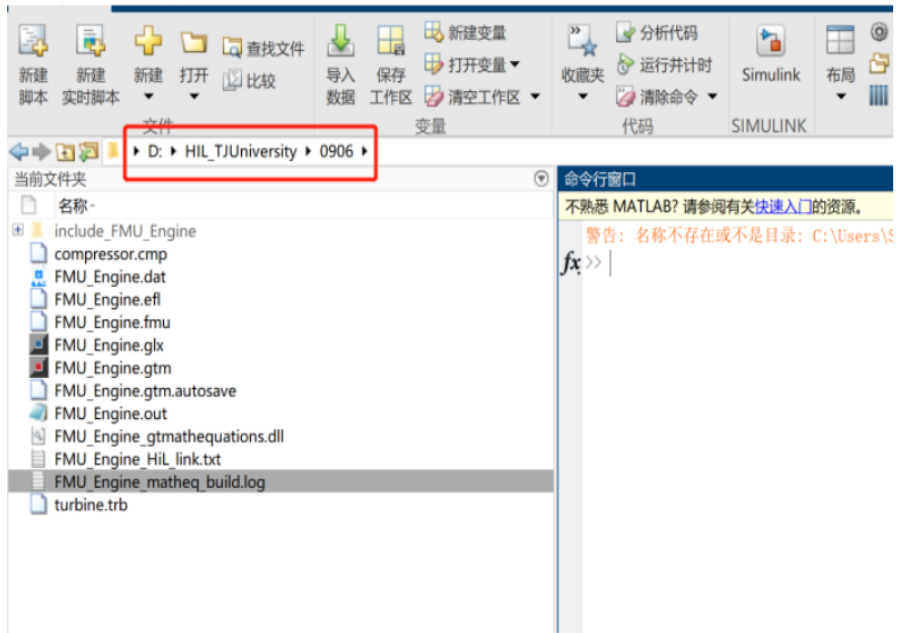 新建脚本
新建实时脚本
新建
打开
查找文件
比较
导入数据
保存工作区
新建变量
打开变量
清空工作区
收藏夹
分析代码
运行并计时
清除命令
Simulink
布局
文件
变量
代码
SIMULINK
D: HIL_TJUniversity 0906
当前文件夹
名称
include_FMU_Engine
compressor.cmp
FMU_Engine.dat
FMU_Engine.efl
FMU_Engine.fmu
FMU_Engine.glx
FMU_Engine.gtm
FMU_Engine.gtm.autosave
FMU_Engine.out
FMU_Engine_gtmathequations.dll
FMU_Engine_HiL_link.txt
FMU_Engine_matheq_build.log
turbine.trb
命令行窗口
不熟悉 MATLAB? 请参阅有关快速入门的资源。
警告: 名称不存在或不是目录: C:\Users\S
fx >>